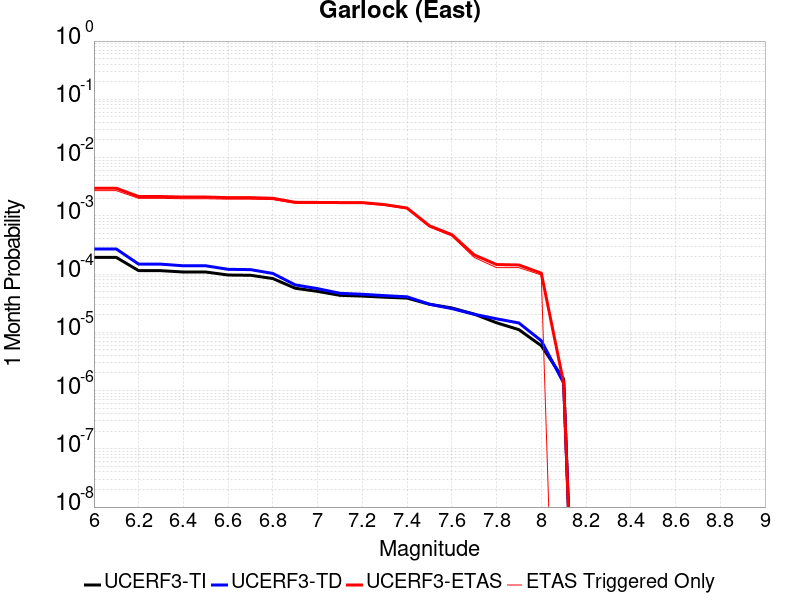 Garlock (East)
1 Month Probability
10^0
10^-1
10^-2
10^-3
10^-4
10^-5
10^-6
10^-7
10^-8
6 6.2 6.4 6.6 6.8 7 7.2 7.4 7.6 7.8 8 8.2 8.4 8.6 8.8 9
Magnitude
UCERF3-TI UCERF3-TD UCERF3-ETAS ETAS Triggered Only